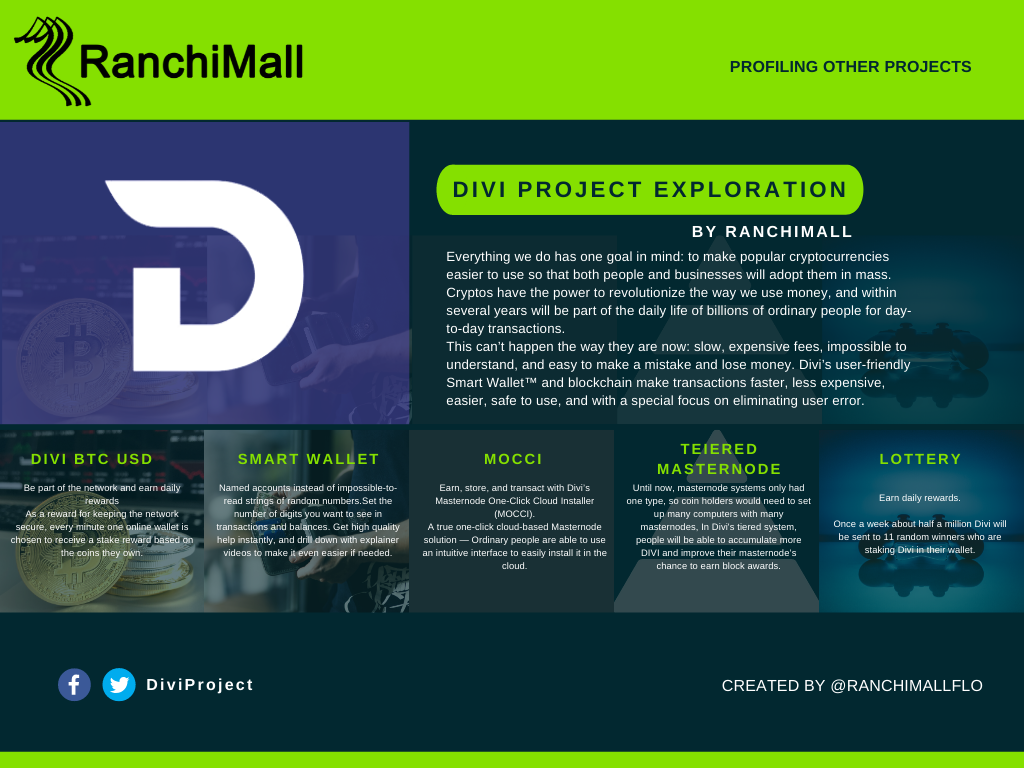 RanchiMall
PROFILING OTHER PROJECTS
DIVI PROJECT EXPLORATION
BY RANCHIMALL
Everything we do has one goal in mind: to make popular cryptocurrencies
easier to use so that both people and businesses will adopt them in mass.
Cryptos have the power to revolutionize the way we use money, and within
several years will be part of the daily life of billions of ordinary people for day-
to-day transactions.
This can’t happen the way they are now: slow, expensive fees, impossible to
understand, and easy to make a mistake and lose money. Divi’s user-friendly
Smart Wallet™ and blockchain make transactions faster, less expensive,
easier, safe to use, and with a special focus on eliminating user error.
DIVI BTC USD
Be part of the network and earn daily
rewards
As a reward for keeping the network
secure, every minute one online wallet is
chosen to receive a stake reward based on
the coins they own.
SMART WALLET
Named accounts instead of impossible-to-
read strings of random numbers.Set the
number of digits you want to see in
transactions and balances. Get high quality
help instantly, and drill down with explainer
videos to make it even easier if needed.
MOCCI
Earn, store, and transact with Divi’s
Masternode One-Click Cloud Installer
(MOCCI).
A true one-click cloud-based Masternode
solution — Ordinary people are able to use
an intuitive interface to easily install it in the
cloud.
TEIERED
MASTERNODE
Until now, masternode systems only had
one type, so coin holders would need to set
up many computers with many
masternodes, In Divi's tiered system,
people will be able to accumulate more
DIVI and improve their masternode’s
chance to earn block awards.
LOTTERY
Earn daily rewards.
Once a week about half a million Divi will
be sent to 11 random winners who are
staking Divi in their wallet.
DiviProject
CREATED BY @RANCHIMALLFLO